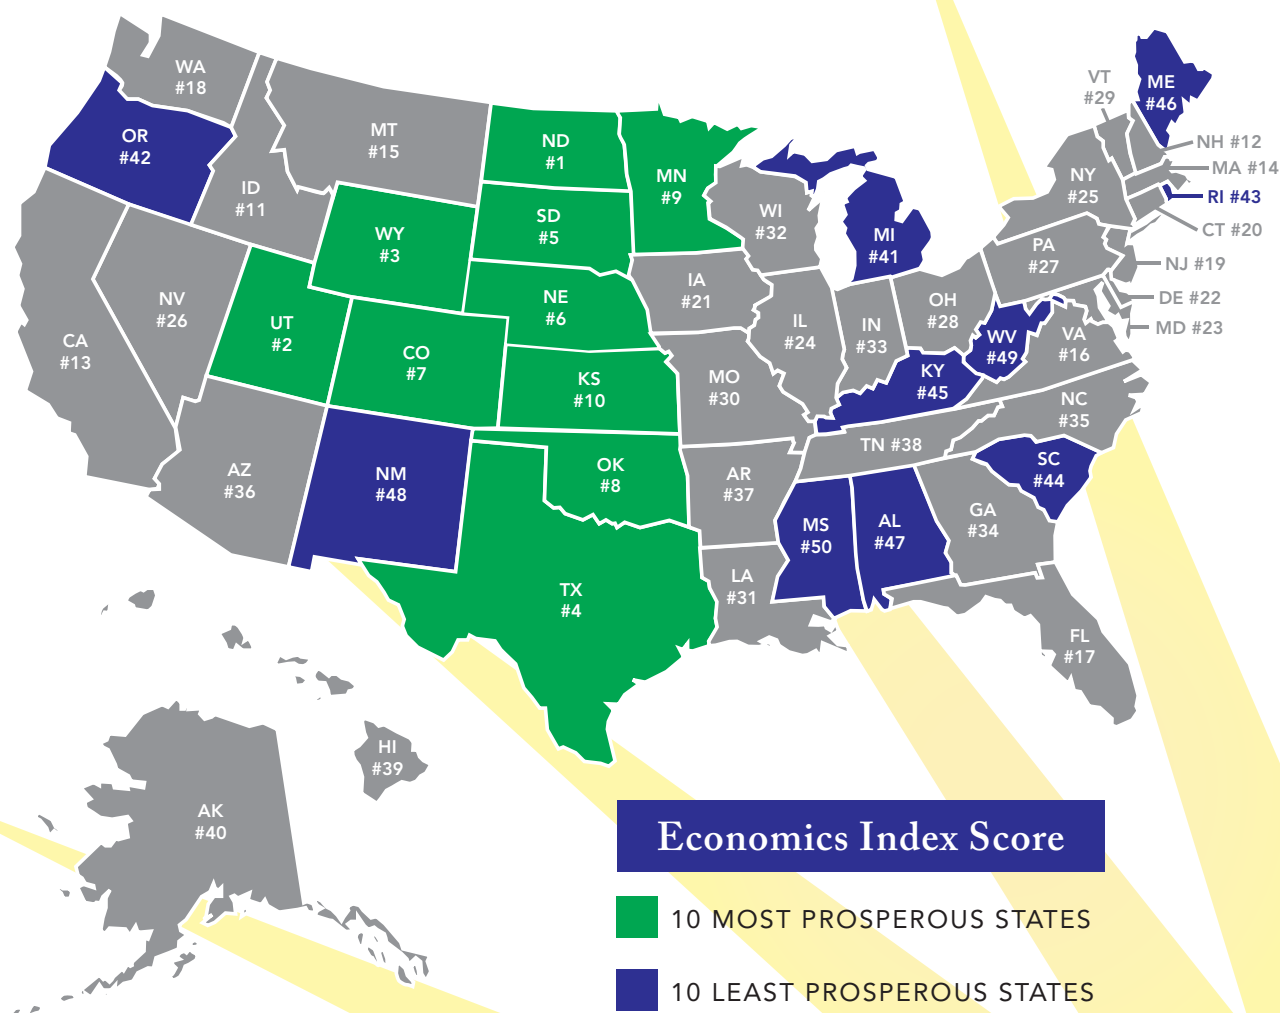 WA
#18
OR
#42
MT
#15
ID
#11
ND
#1
MN
#9
SD
#5
WY
#3
WI
#32
MI
#41
VT
#29
ME
#46
NH #12
MA #14
NY
#25
RI #43
CT #20
PA
#27
NJ #19
DE #22
MD #23
NV
#26
CA
#13
UT
#2
CO
#7
NE
#6
IA
#21
IL
#24
IN
#33
OH
#28
WV
#49
VA
#16
KY
#45
KS
#10
MO
#30
NC
#35
TN #38
SC
#44
AZ
#36
NM
#48
OK
#8
AR
#37
MS
#50
AL
#47
GA
#34
TX
#4
LA
#31
FL
#17
HI
#39
AK
#40
Economics Index Score
10 MOST PROSPEROUS STATES
10 LEAST PROSPEROUS STATES